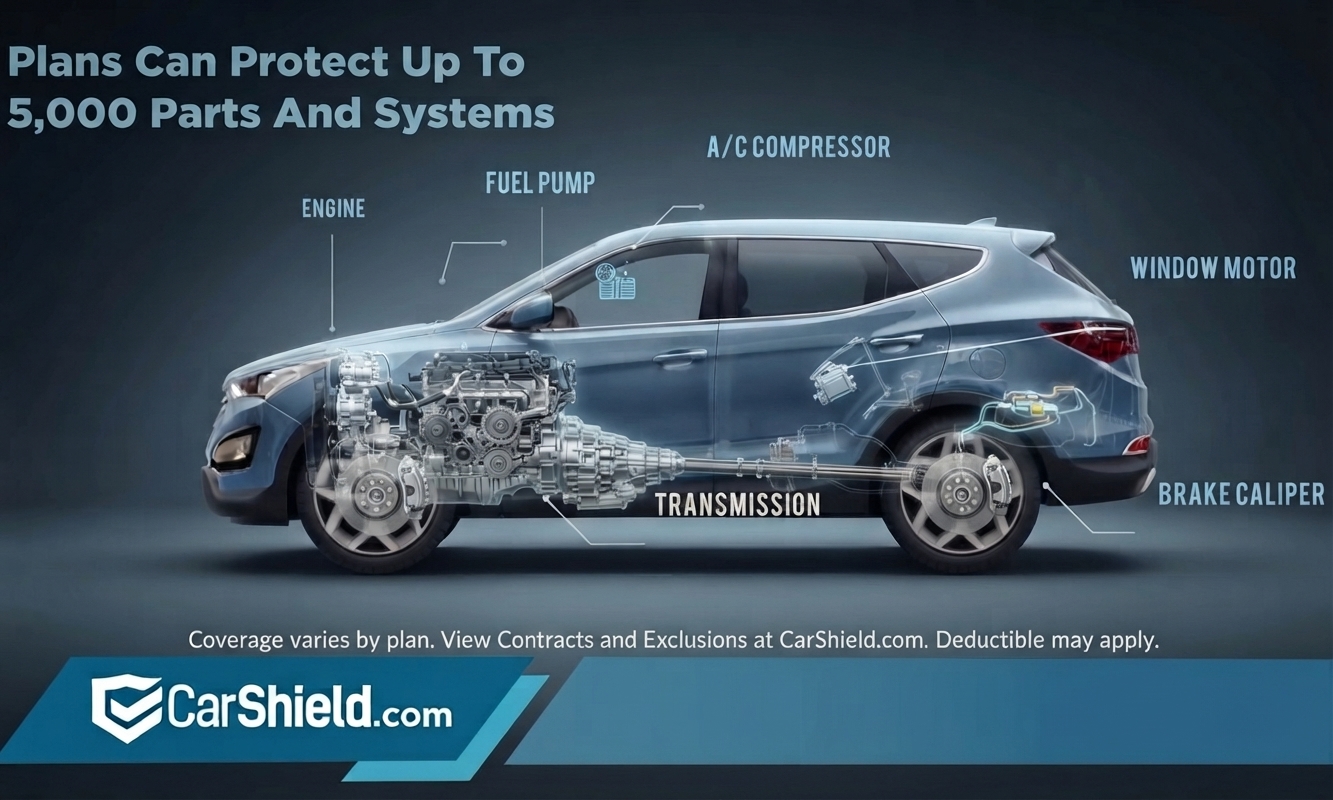 Plans Can Protect Up To
5,000 Parts And Systems
A/C COMPRESSOR
FUEL PUMP
ENGINE
WINDOW MOTOR
TRANSMISSION
BRAKE CALIPER
Coverage varies by plan. View Contracts and Exclusions at CarShield.com. Deductible may apply.
CarShield.com